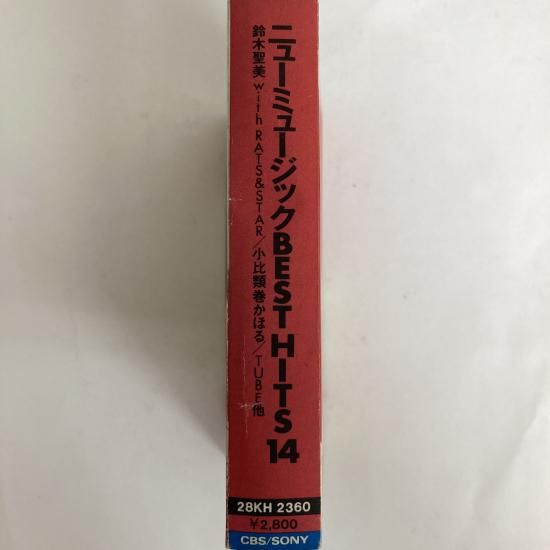 ニューミュージックBEST HITS 14
鈴木聖美 with RATS&STAR/小比類巻かほる/TUBE他
28KH 2360
¥2,800
CBS/SONY